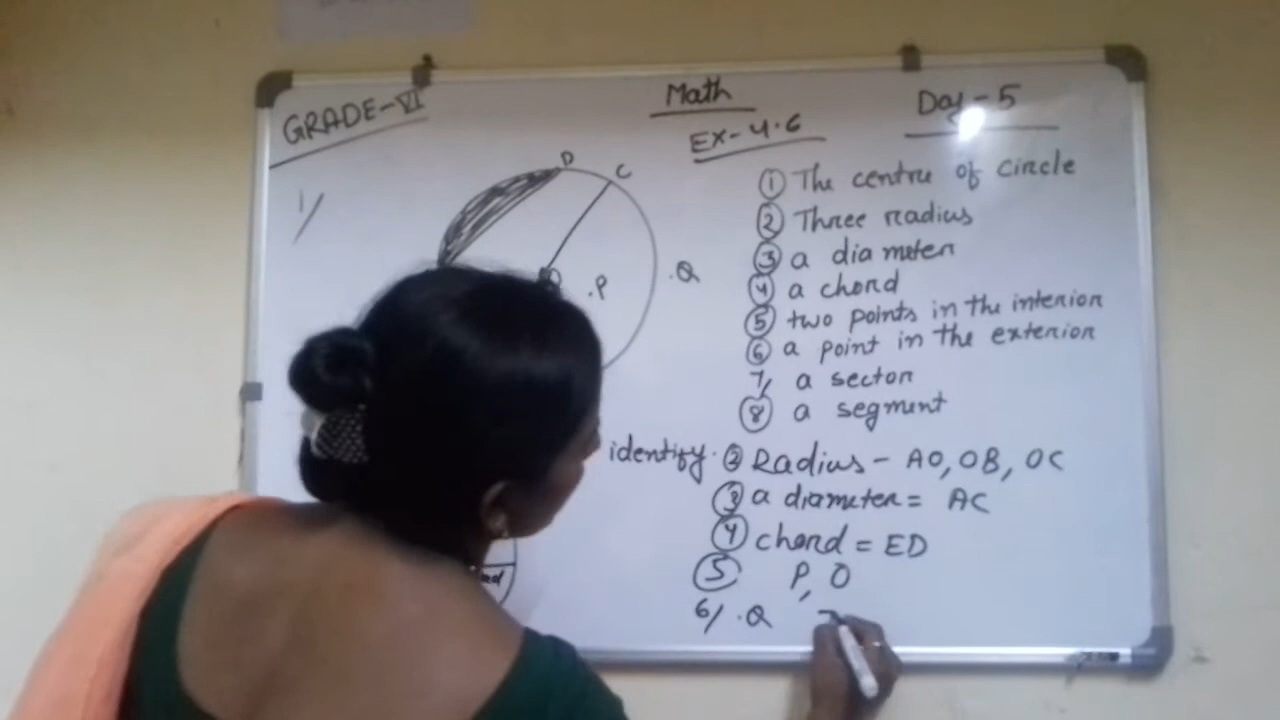 GRADE-VI
Math
Day-5
Ex-4.6
1/
D
C
.P
.Q
① The centre of circle
② Three radius
③ a diameter
④ a chord
⑤ two points in the interior
⑥ a point in the exterior
7/ a sector
⑧ a segment
identify. ② Radius - AO, OB, OC
③ a diameter = AC
④ chord = ED
⑤ P, O
6/ .Q